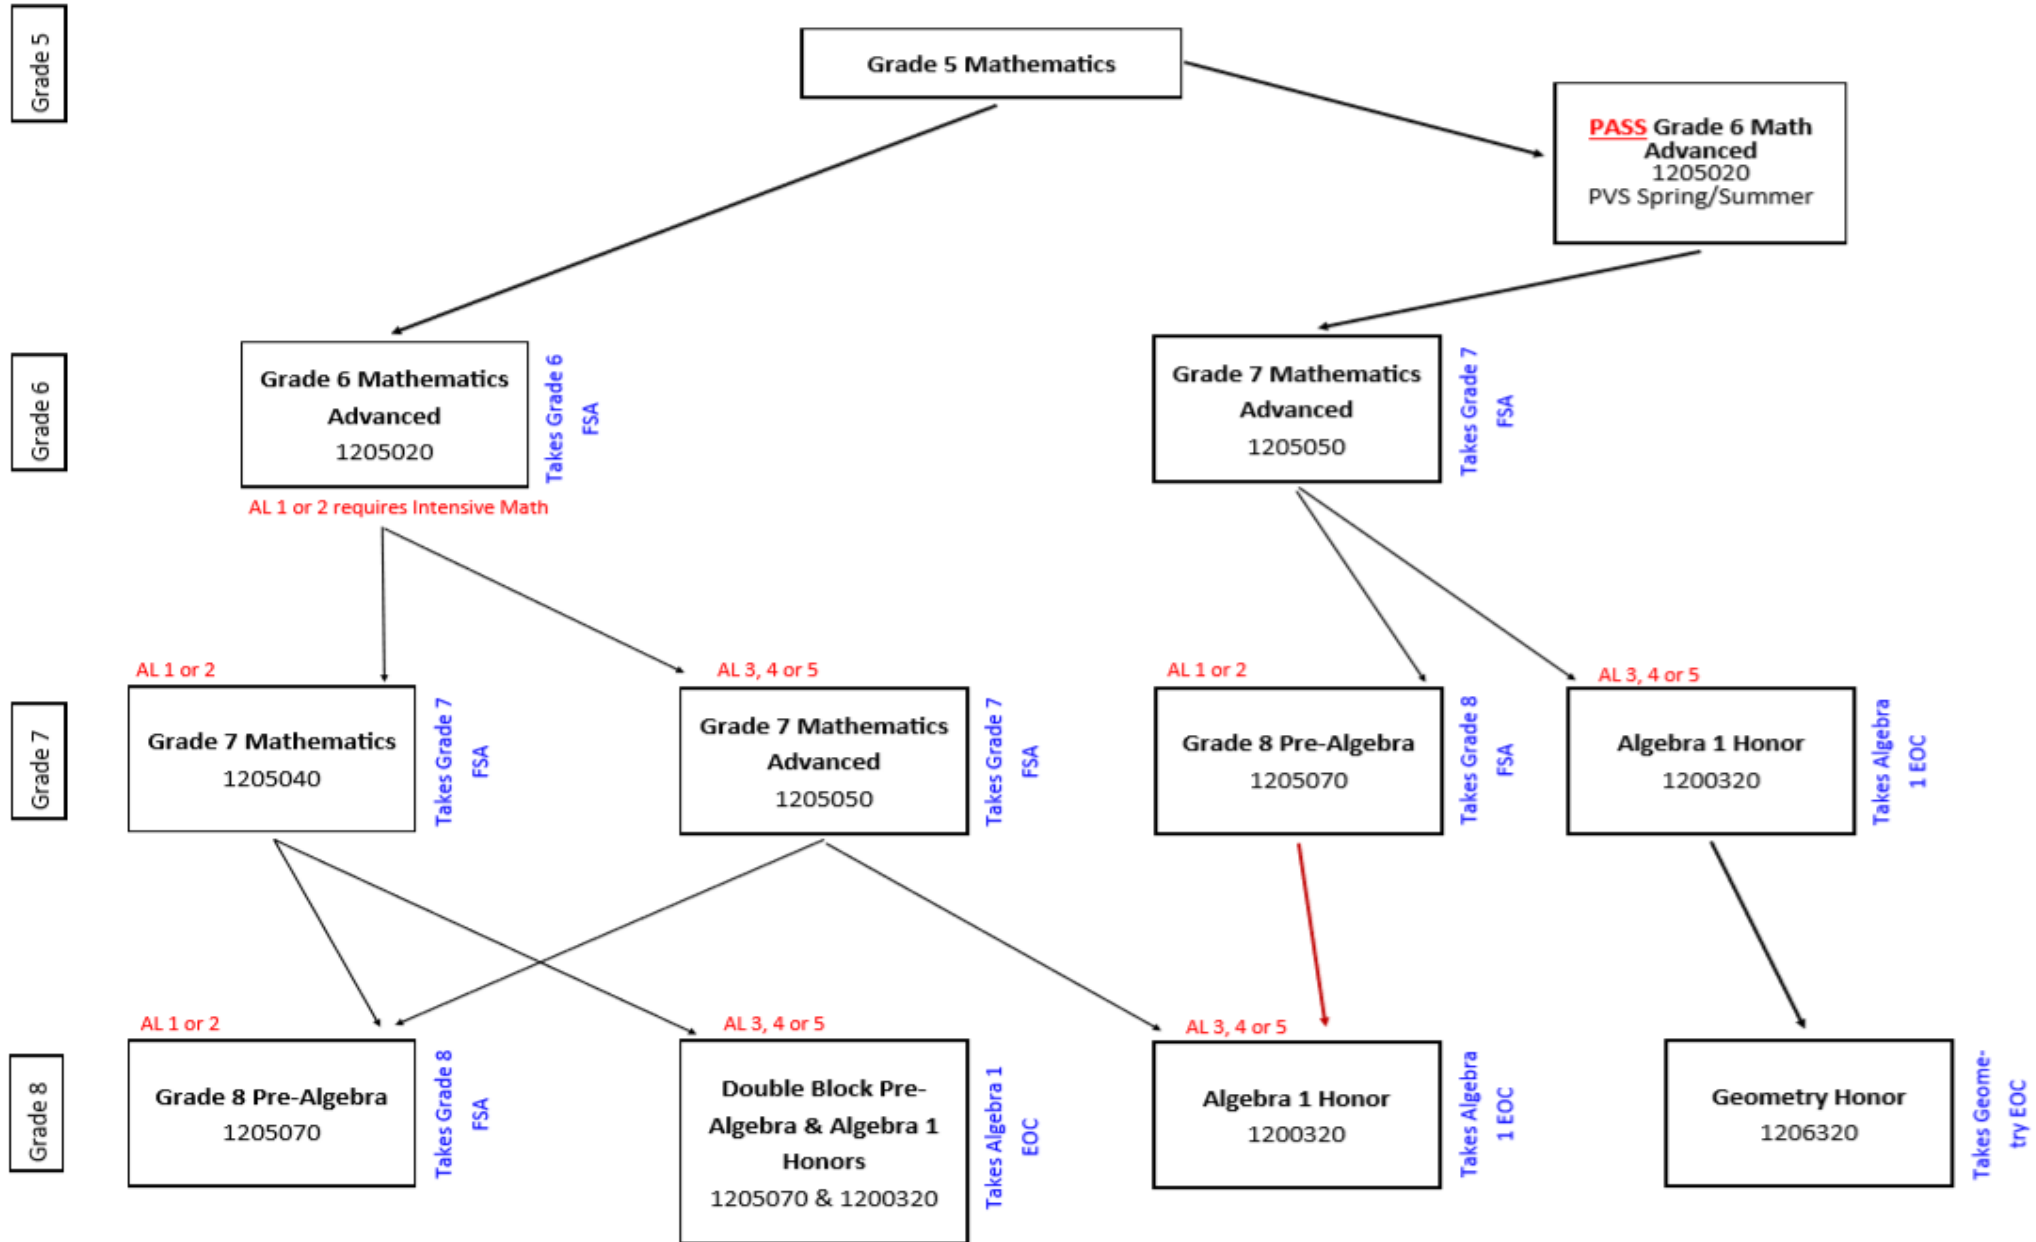 Grade 5
Grade 5 Mathematics
PASS Grade 6 Math
Advanced
1205020
PVS Spring/Summer
Grade 6
Grade 6 Mathematics
Advanced
1205020
Takes Grade 6
FSA
AL 1 or 2 requires Intensive Math
Grade 7 Mathematics
Advanced
1205050
Takes Grade 7
FSA
Grade 7
AL 1 or 2
Grade 7 Mathematics
1205040
Takes Grade 7
FSA
AL 3, 4 or 5
Grade 7 Mathematics
Advanced
1205050
Takes Grade 7
FSA
AL 1 or 2
Grade 8 Pre-Algebra
1205070
Takes Grade 8
FSA
AL 3, 4 or 5
Algebra 1 Honor
1200320
Takes Algebra
1 EOC
Grade 8
AL 1 or 2
Grade 8 Pre-Algebra
1205070
Takes Grade 8
FSA
AL 3, 4 or 5
Double Block Pre-
Algebra & Algebra 1
Honors
1205070 & 1200320
Takes Algebra 1
EOC
AL 3, 4 or 5
Algebra 1 Honor
1200320
Takes Algebra
1 EOC
Geometry Honor
1206320
Takes Geome-
try EOC